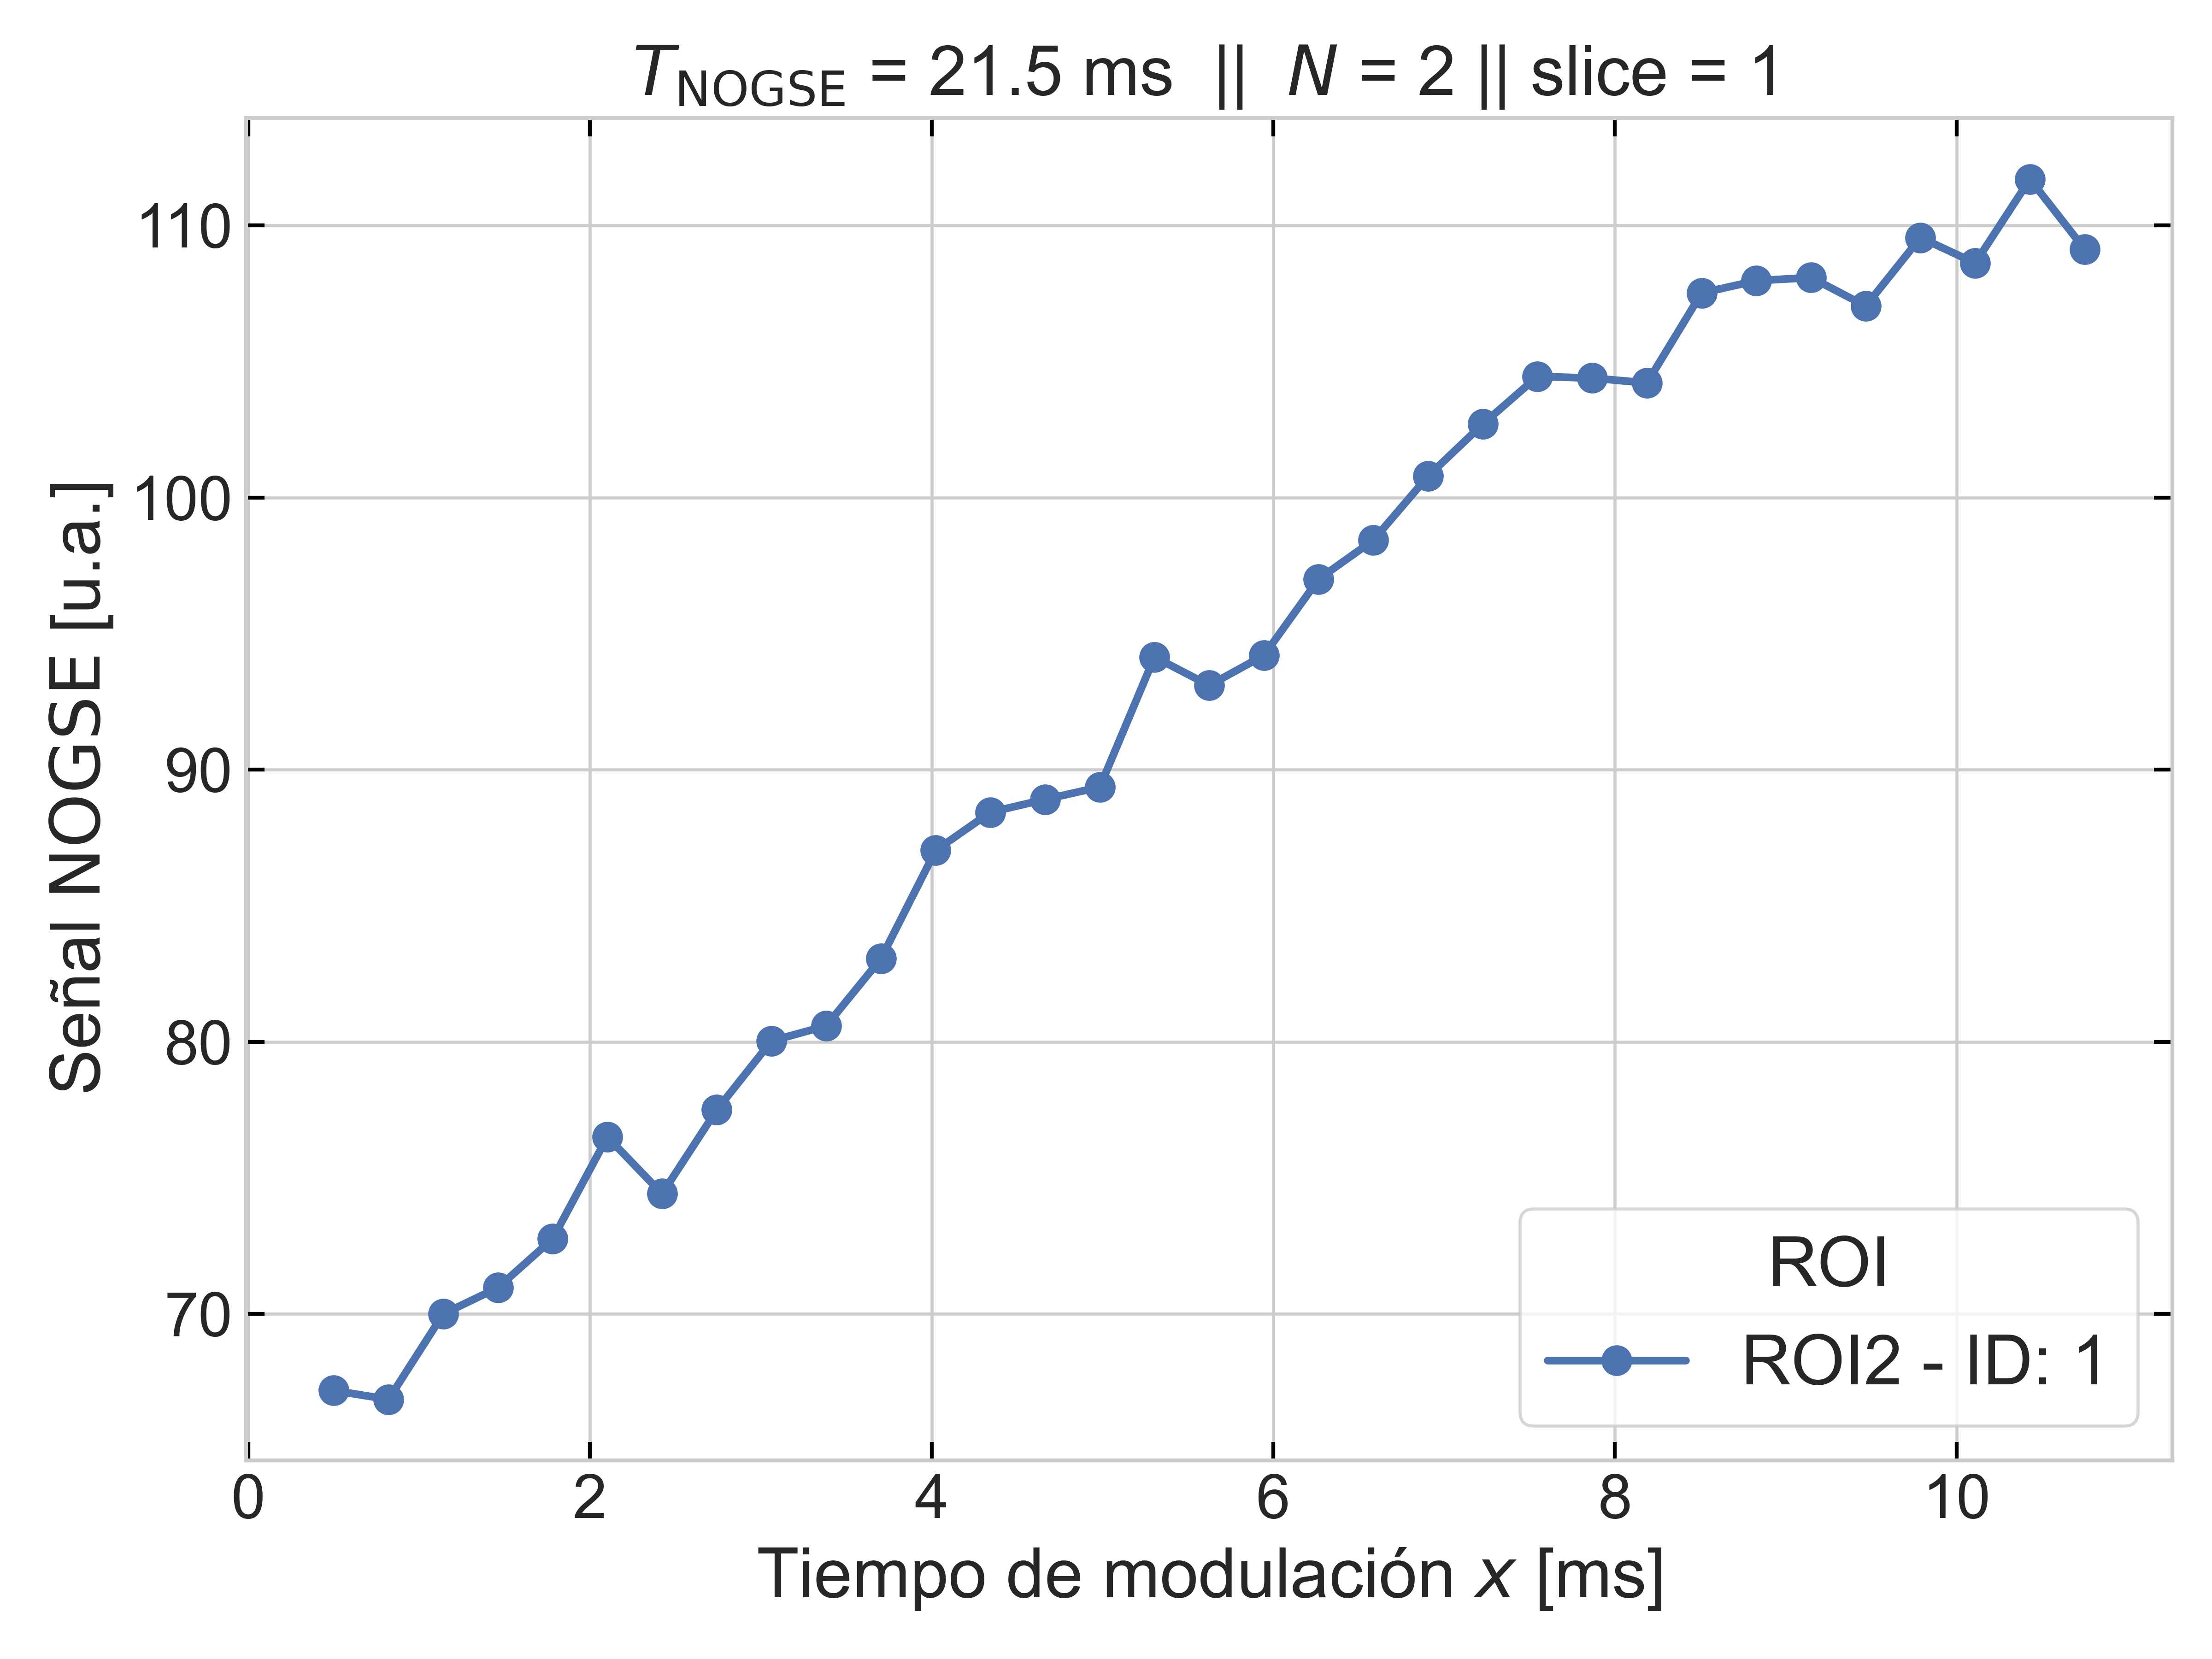 T_NOGSE = 21.5 ms || N = 2 || slice = 1
Señal NOGSE [u.a.]
110
100
90
80
70
0 2 4 6 8 10
Tiempo de modulación x [ms]
ROI
ROI2 - ID: 1